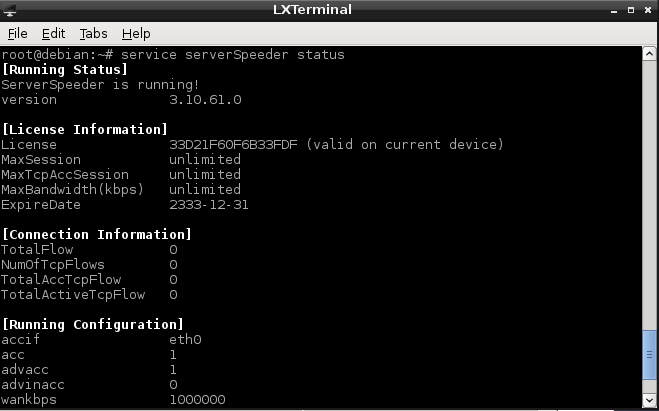 LXTerminal
File Edit Tabs Help
root@debian:~# service serverSpeeder status
[Running Status]
ServerSpeeder is running!
version 3.10.61.0
[License Information]
License 33D21F60F6B33FDF (valid on current device)
MaxSession unlimited
MaxTcpAccSession unlimited
MaxBandwidth(kbps) unlimited
ExpireDate 2333-12-31
[Connection Information]
TotalFlow 0
NumOfTcpFlows 0
TotalAccTcpFlow 0
TotalActiveTcpFlow 0
[Running Configuration]
accif eth0
acc 1
advacc 1
advinacc 0
wankbps 1000000